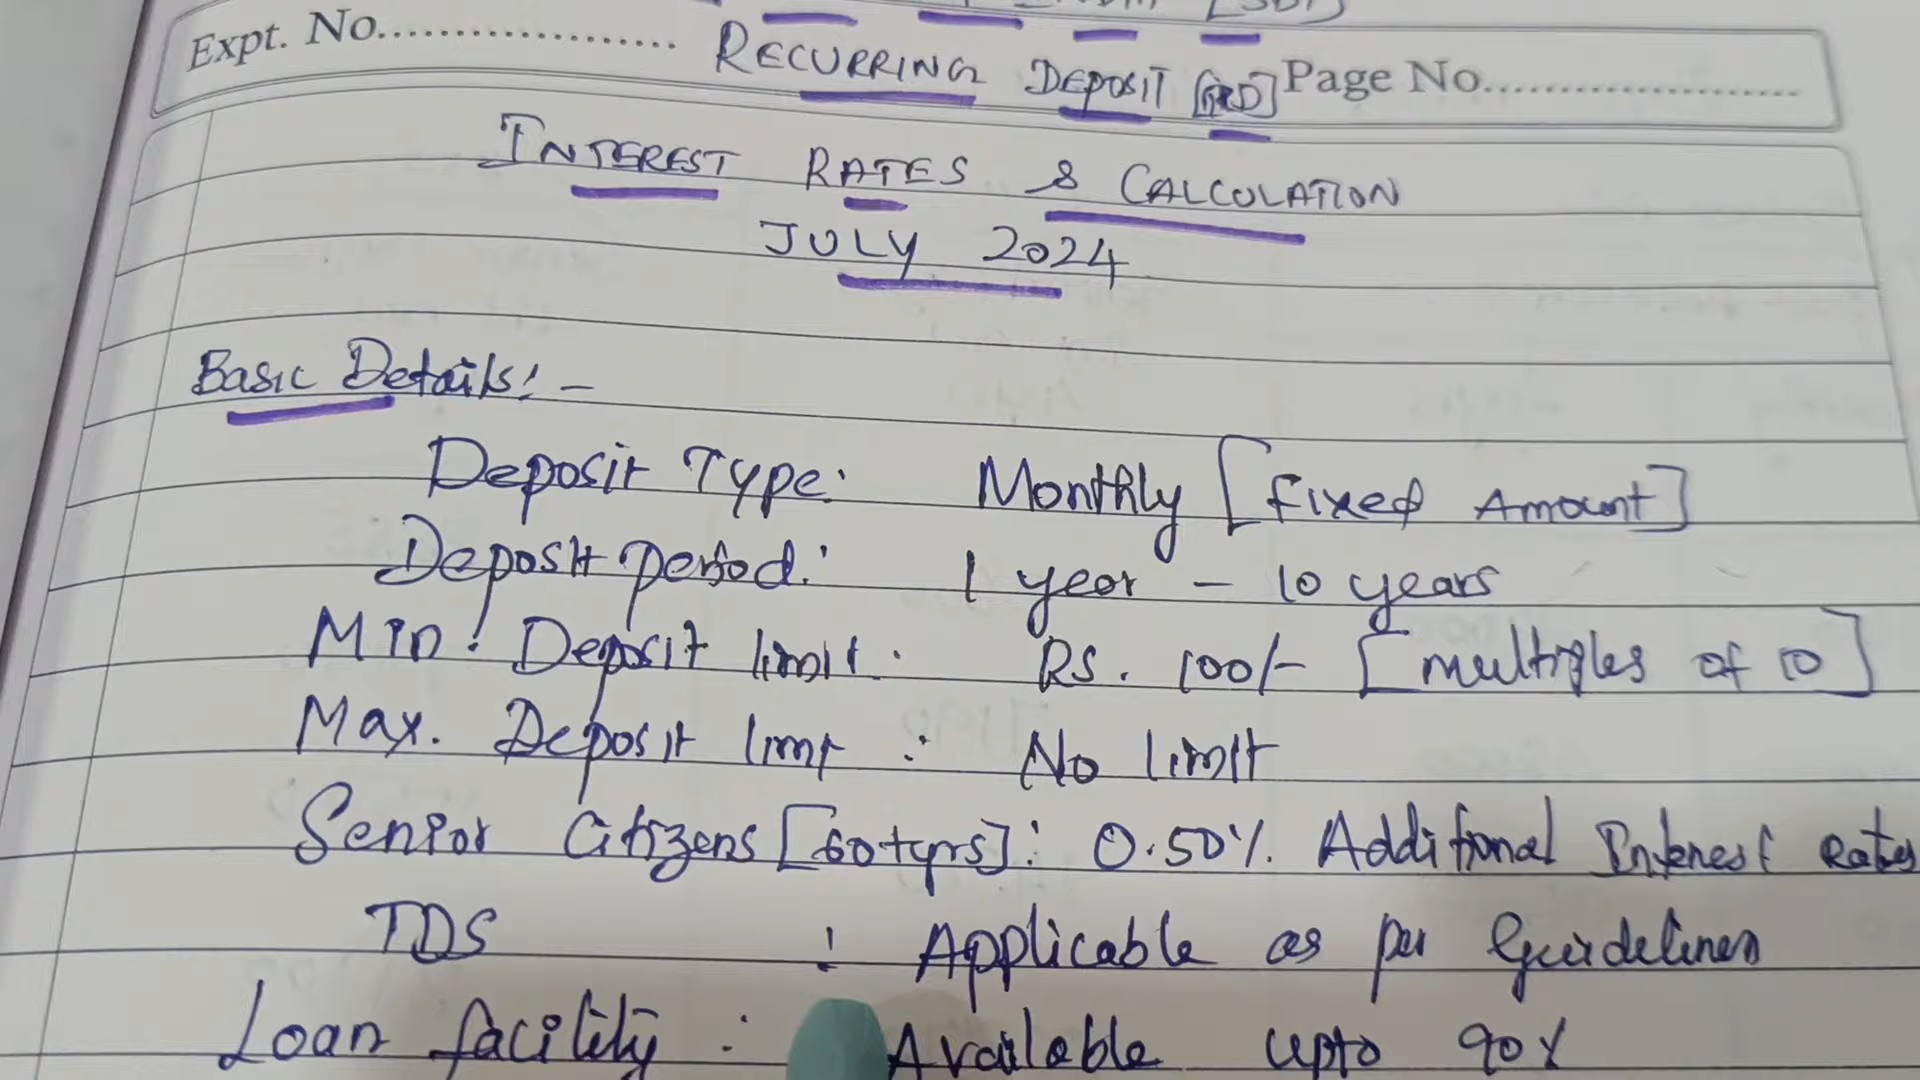 Expt. No.................... RECURRING DEPOSIT [RD] Page No.....................
INTEREST RATES & CALCULATION
JULY 2024
Basic Details:-
Deposit Type: Monthly [Fixed Amount]
Deposit period: 1 year - 10 years
Min. Deposit limit: RS. 100/- [multiples of 10]
Max. Deposit limit: No limit
Senior Citizens [60+yrs]: 0.50% Additional Interest Rates
TDS : Applicable as per Guidelines
Loan facility: Available upto 90%